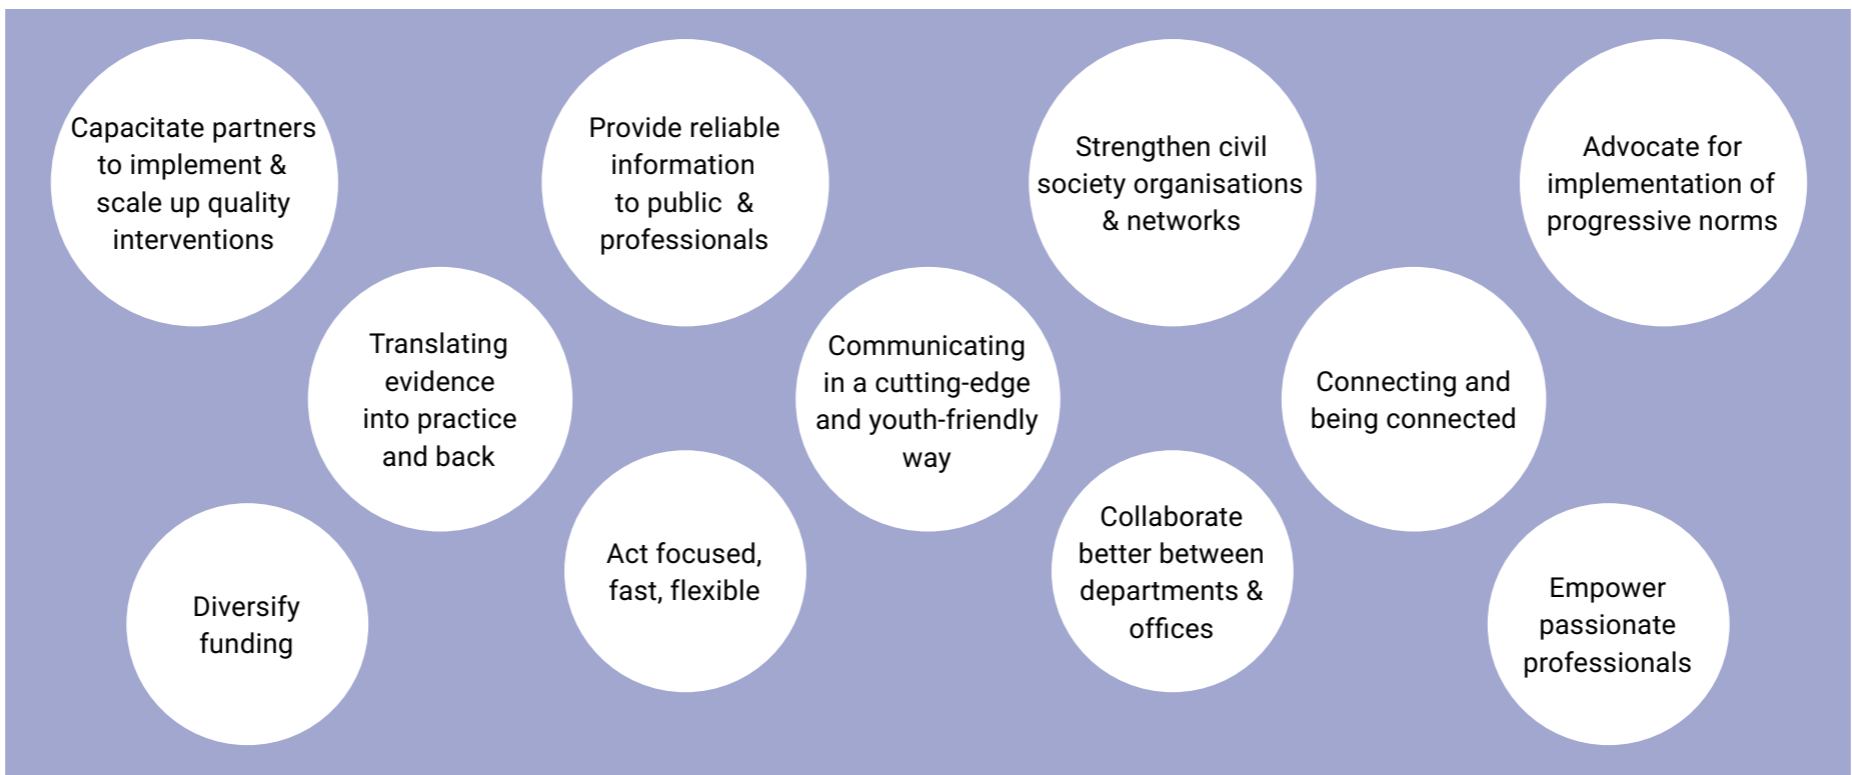 Capacitate partners
to implement &
scale up quality
interventions
Provide reliable
information
to public &
professionals
Strengthen civil
society organisations
& networks
Advocate for
implementation of
progressive norms
Translating
evidence
into practice
and back
Communicating
in a cutting-edge
and youth-friendly
way
Connecting and
being connected
Diversify
funding
Act focused,
fast, flexible
Collaborate
better between
departments &
offices
Empower
passionate
professionals